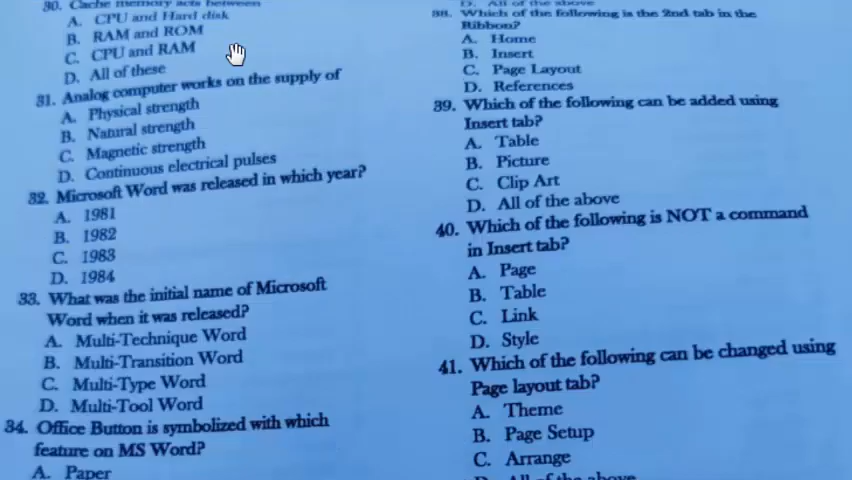 30. Cache memory acts between
A. CPU and Hard disk
B. RAM and ROM
C. CPU and RAM
D. All of these
31. Analog computer works on the supply of
A. Physical strength
B. Natural strength
C. Magnetic strength
D. Continuous electrical pulses
32. Microsoft Word was released in which year?
A. 1981
B. 1982
C. 1983
D. 1984
33. What was the initial name of Microsoft
Word when it was released?
A. Multi-Technique Word
B. Multi-Transition Word
C. Multi-Type Word
D. Multi-Tool Word
34. Office Button is symbolized with which
feature on MS Word?
A. Paper
D. All of the above
38. Which of the following is the 2nd tab in the
Ribbon?
A. Home
B. Insert
C. Page Layout
D. References
39. Which of the following can be added using
Insert tab?
A. Table
B. Picture
C. Clip Art
D. All of the above
40. Which of the following is NOT a command
in Insert tab?
A. Page
B. Table
C. Link
D. Style
41. Which of the following can be changed using
Page layout tab?
A. Theme
B. Page Setup
C. Arrange
D. All of the above